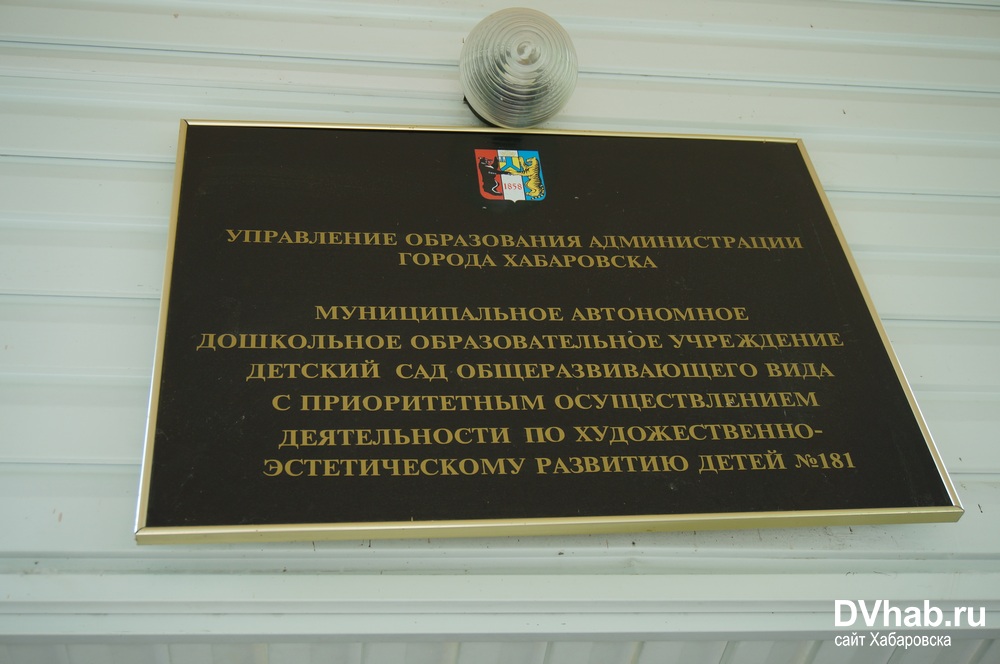 1858
УПРАВЛЕНИЕ ОБРАЗОВАНИЯ АДМИНИСТРАЦИИ
ГОРОДА ХАБАРОВСКА
МУНИЦИПАЛЬНОЕ АВТОНОМНОЕ
ДОШКОЛЬНОЕ ОБРАЗОВАТЕЛЬНОЕ УЧРЕЖДЕНИЕ
ДЕТСКИЙ САД ОБЩЕРАЗВИВАЮЩЕГО ВИДА
С ПРИОРИТЕТНЫМ ОСУЩЕСТВЛЕНИЕМ
ДЕЯТЕЛЬНОСТИ ПО ХУДОЖЕСТВЕННО-
ЭСТЕТИЧЕСКОМУ РАЗВИТИЮ ДЕТЕЙ №181
DVhab.ru
сайт Хабаровска